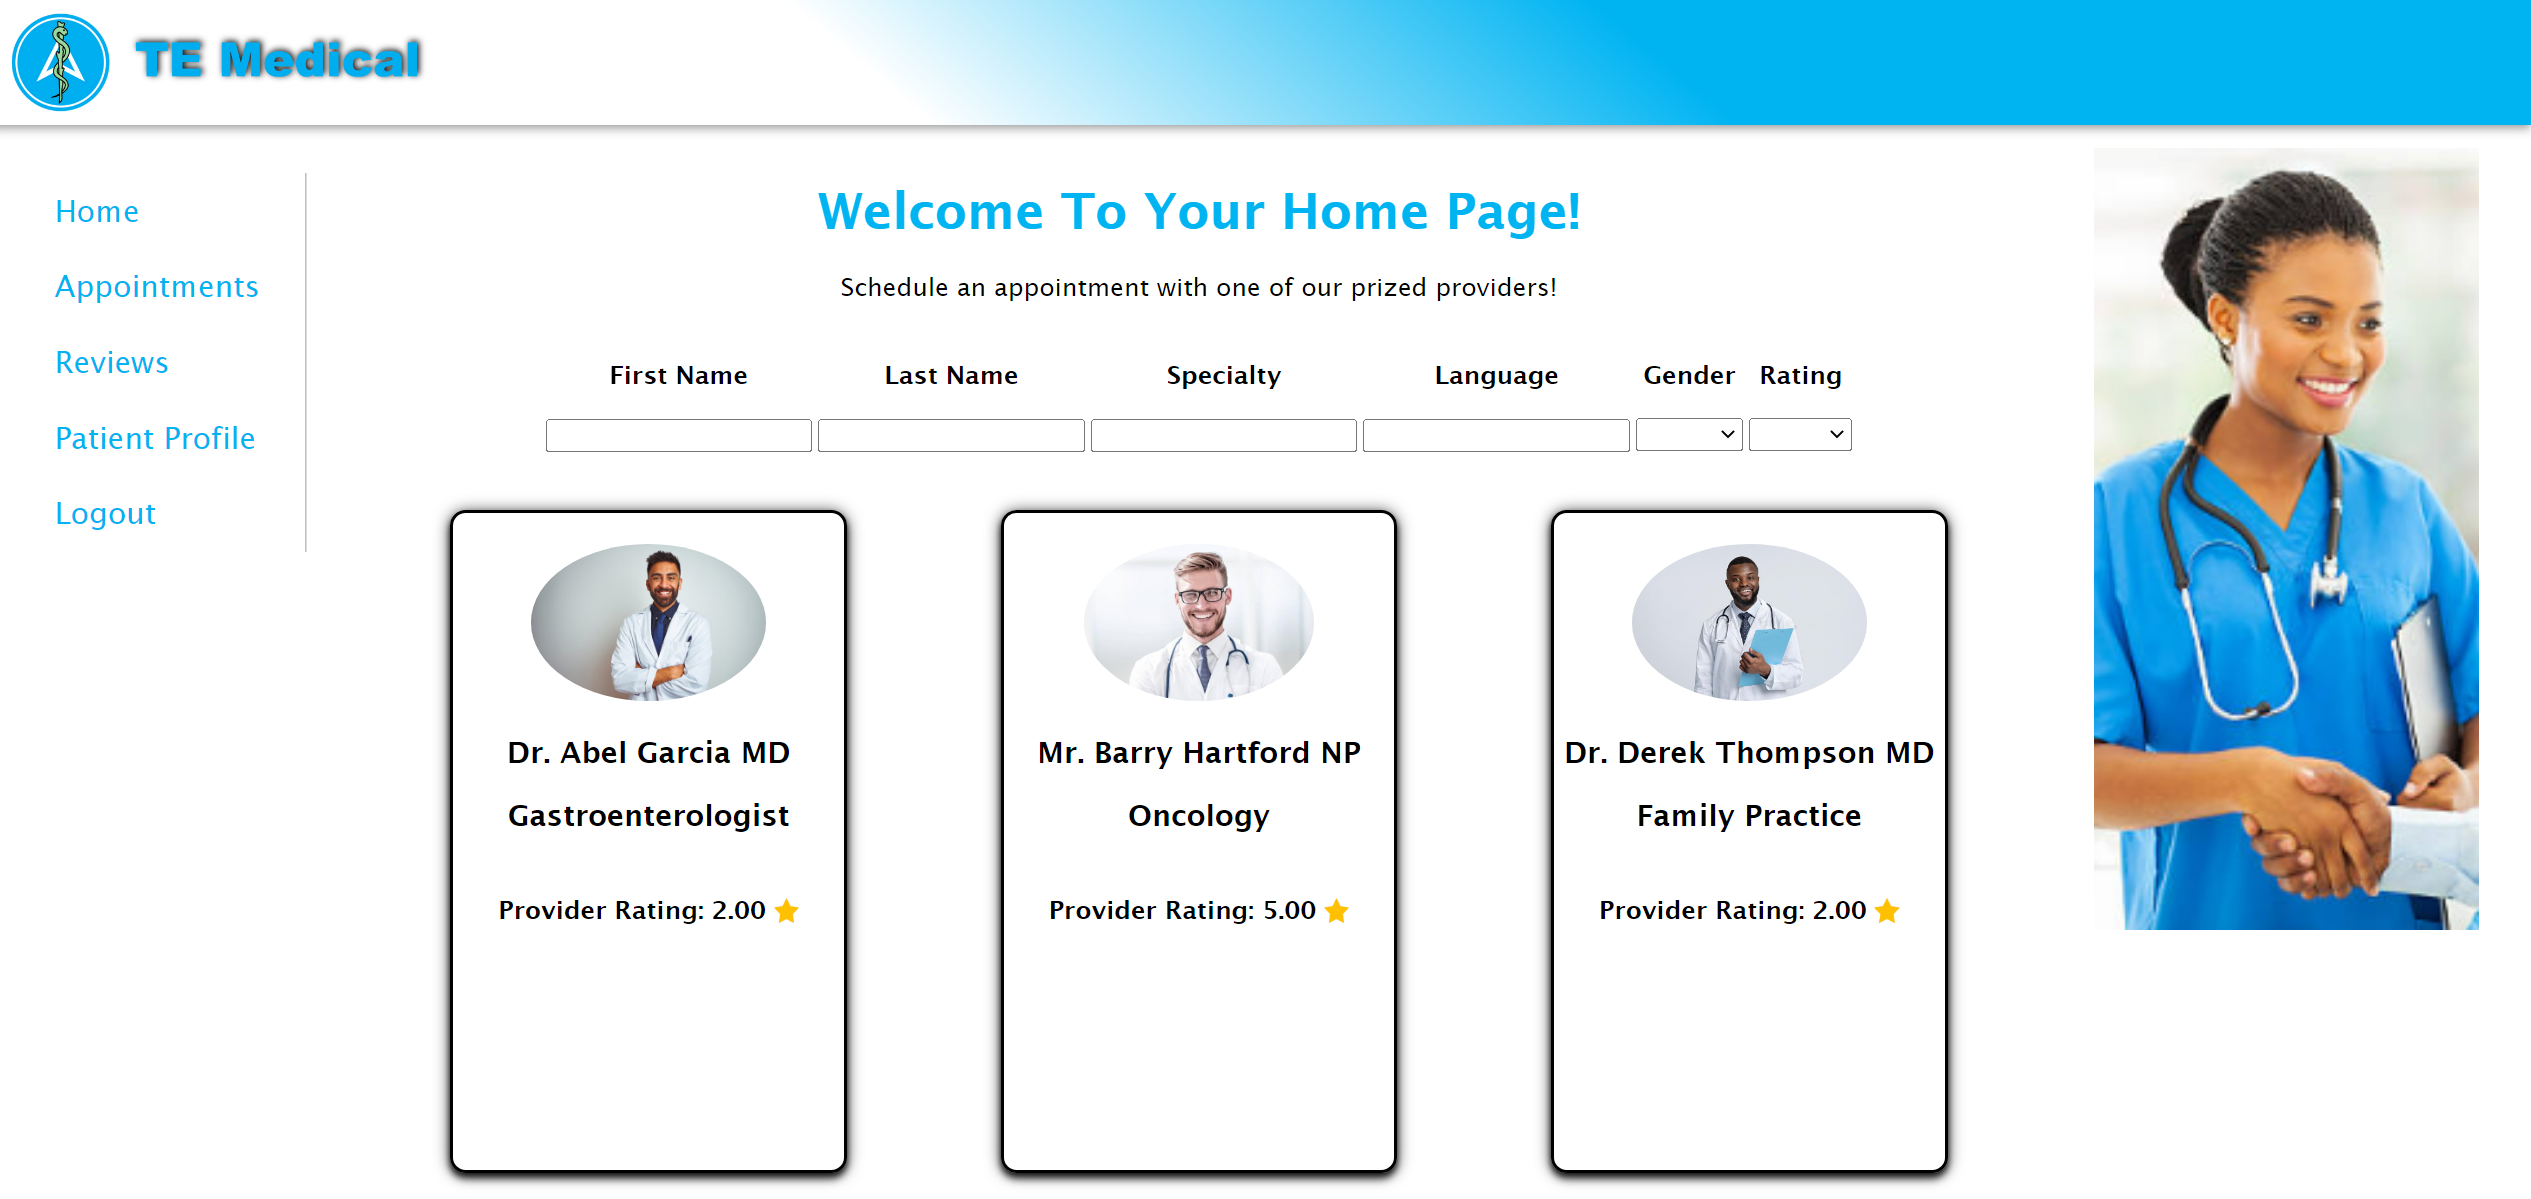 TE Medical
Home
Appointments
Reviews
Patient Profile
Logout
Welcome To Your Home Page!
Schedule an appointment with one of our prized providers!
First Name Last Name Specialty Language Gender Rating
Dr. Abel Garcia MD
Gastroenterologist
Provider Rating: 2.00
Mr. Barry Hartford NP
Oncology
Provider Rating: 5.00
Dr. Derek Thompson MD
Family Practice
Provider Rating: 2.00